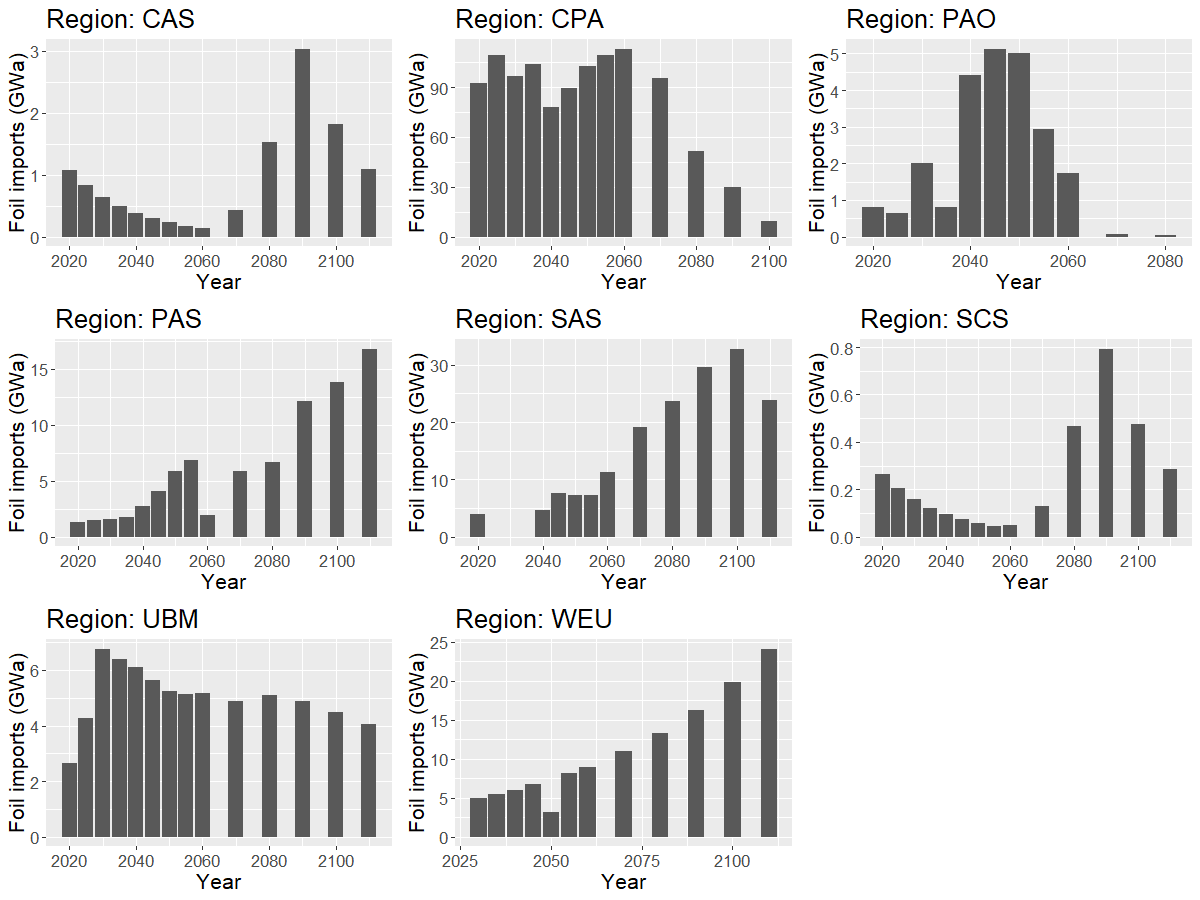 Region: CAS
Foil imports (GWa)
3
2
1
0
2020 2040 2060 2080 2100
Year
Region: CPA
Foil imports (GWa)
90
60
30
0
2020 2040 2060 2080 2100
Year
Region: PAO
Foil imports (GWa)
5
4
3
2
1
0
2020 2040 2060 2080
Year
Region: PAS
Foil imports (GWa)
15
10
5
0
2020 2040 2060 2080 2100
Year
Region: SAS
Foil imports (GWa)
30
20
10
0
2020 2040 2060 2080 2100
Year
Region: SCS
Foil imports (GWa)
0.8
0.6
0.4
0.2
0.0
2020 2040 2060 2080 2100
Year
Region: UBM
Foil imports (GWa)
6
4
2
0
2020 2040 2060 2080 2100
Year
Region: WEU
Foil imports (GWa)
25
20
15
10
5
0
2025 2050 2075 2100
Year